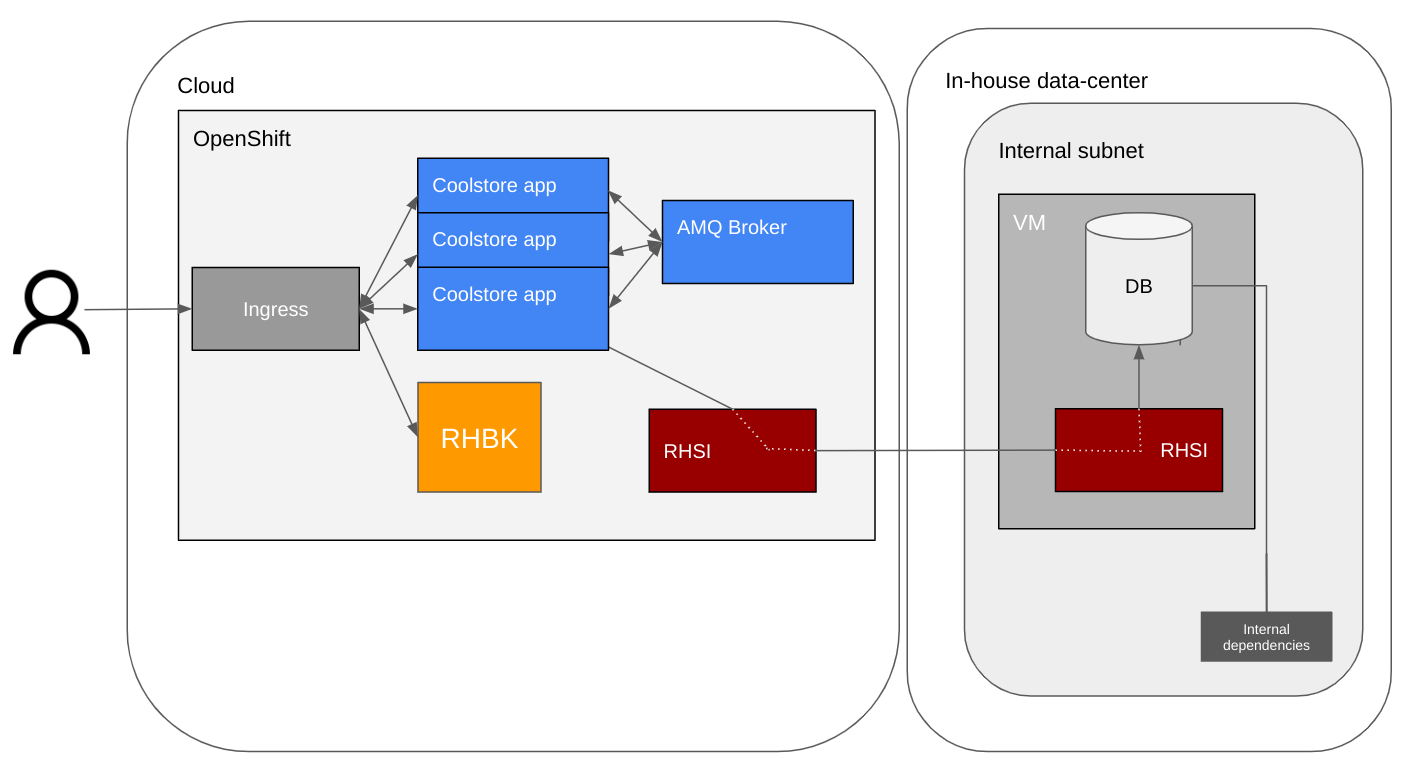 Cloud
OpenShift
Coolstore app
Coolstore app
Coolstore app
AMQ Broker
Ingress
RHBK
RHSI
In-house data-center
Internal subnet
VM
DB
RHSI
Internal
dependencies